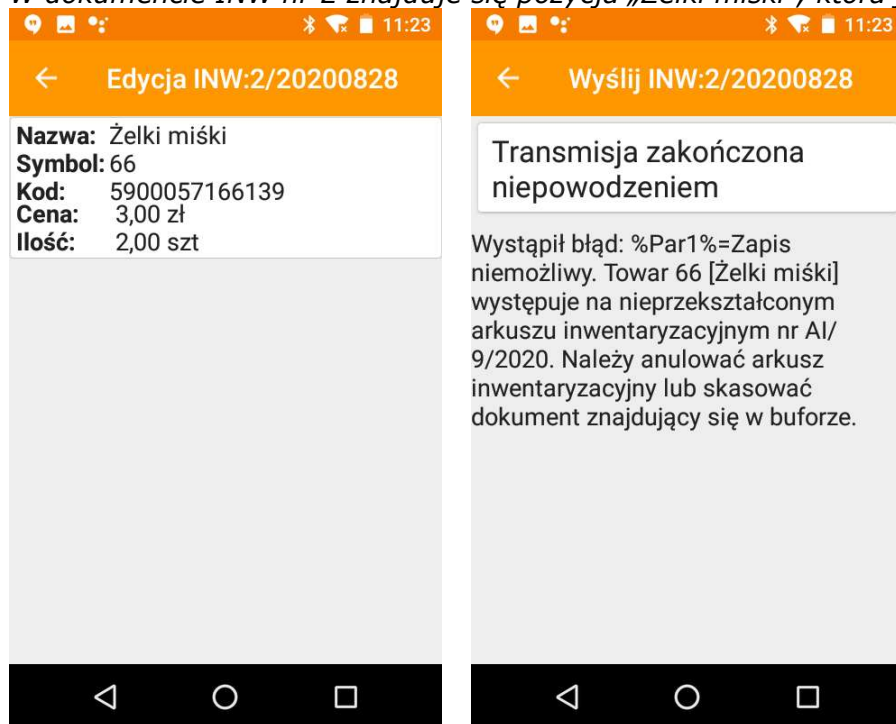 W dokumencie INW nr 2 znajduje się pozycja „Żelki miśki”, która
11:23
Edycja INW:2/20200828
Nazwa: Żelki miśki
Symbol: 66
Kod: 5900057166139
Cena: 3,00 zł
Ilość: 2,00 szt
11:23
Wyślij INW:2/20200828
Transmisja zakończona
niepowodzeniem
Wystąpił błąd: %Par1%=Zapis
niemożliwy. Towar 66 [Żelki miśki]
występuje na nieprzekształconym
arkuszu inwentaryzacyjnym nr AI/
9/2020. Należy anulować arkusz
inwentaryzacyjny lub skasować
dokument znajdujący się w buforze.